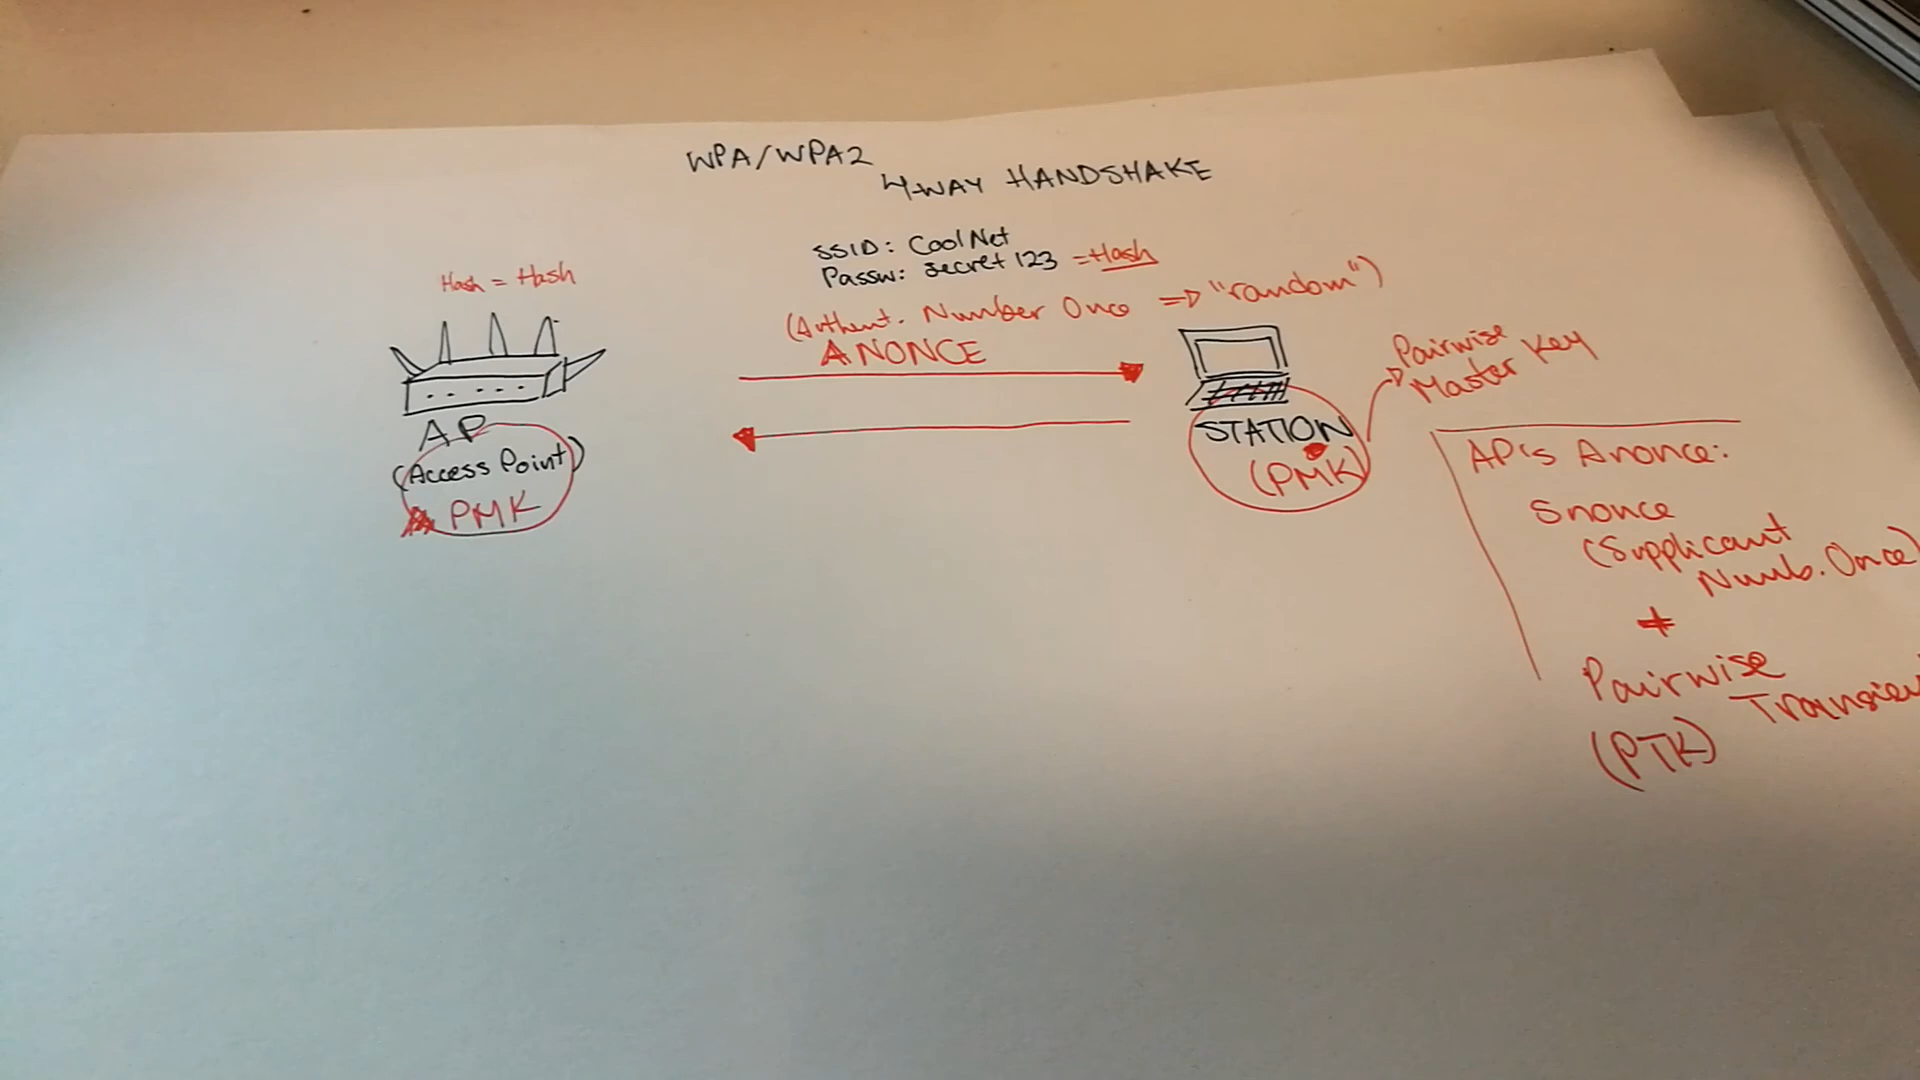 WPA/WPA2
4-WAY HANDSHAKE
SSID: CoolNet
Passw: secret123 =Hash
Hash = Hash
(Authent. Number Once => "random")
ANONCE
AP
(Access Point)
PMK
STATION
(PMK)
Pairwise
Master Key
AP's Anonce:
Snonce
(Supplicant
Numb. Once)
+
Pairwise
(PTK)